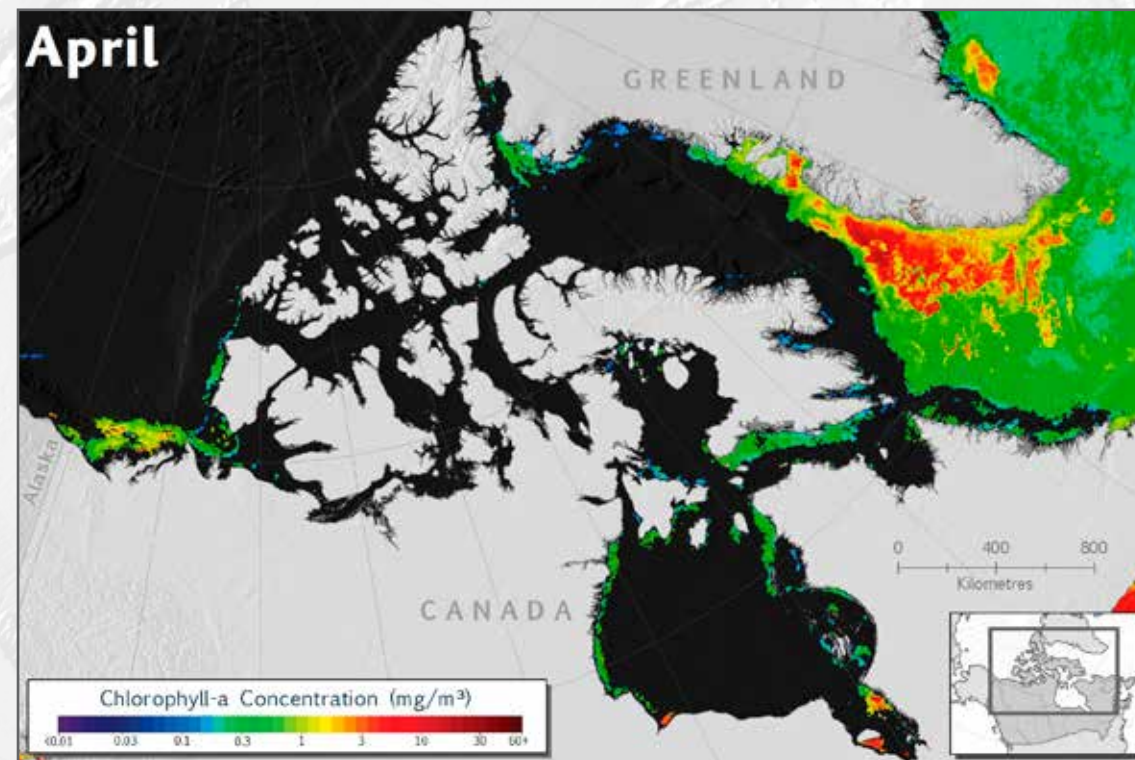 April
GREENLAND
Alaska
CANADA
0 400 800
Kilometres
Chlorophyll-a Concentration (mg/m³)
<0.01 0.03 0.1 0.3 1 3 10 30 60+